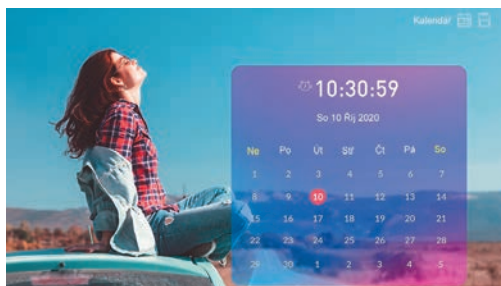 Kalendář
10:30:59
So 10 Říj 2020
Ne Po Út Stř Čt Pá So
1 2 3 4 5 6 7
8 9 10 11 12 13 14
15 16 17 18 19 20 21
22 23 24 25 26 27 28
29 30 1 2 3 4 5